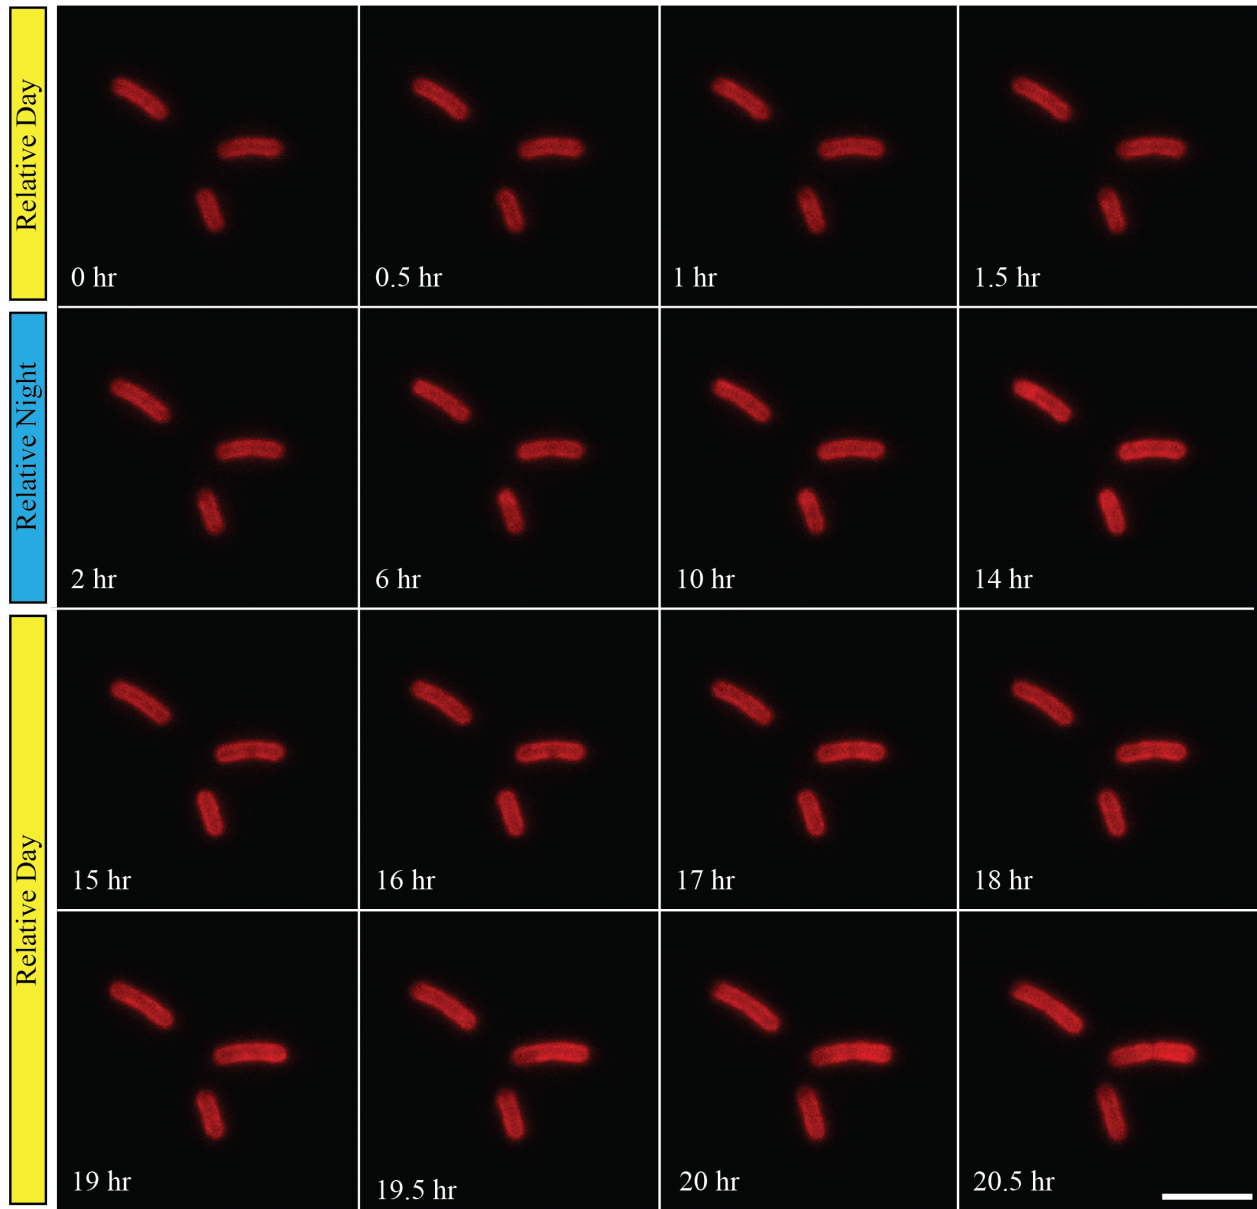 Relative Day
0 hr
0.5 hr
1 hr
1.5 hr
Relative Night
2 hr
6 hr
10 hr
14 hr
Relative Day
15 hr
16 hr
17 hr
18 hr
19 hr
19.5 hr
20 hr
20.5 hr